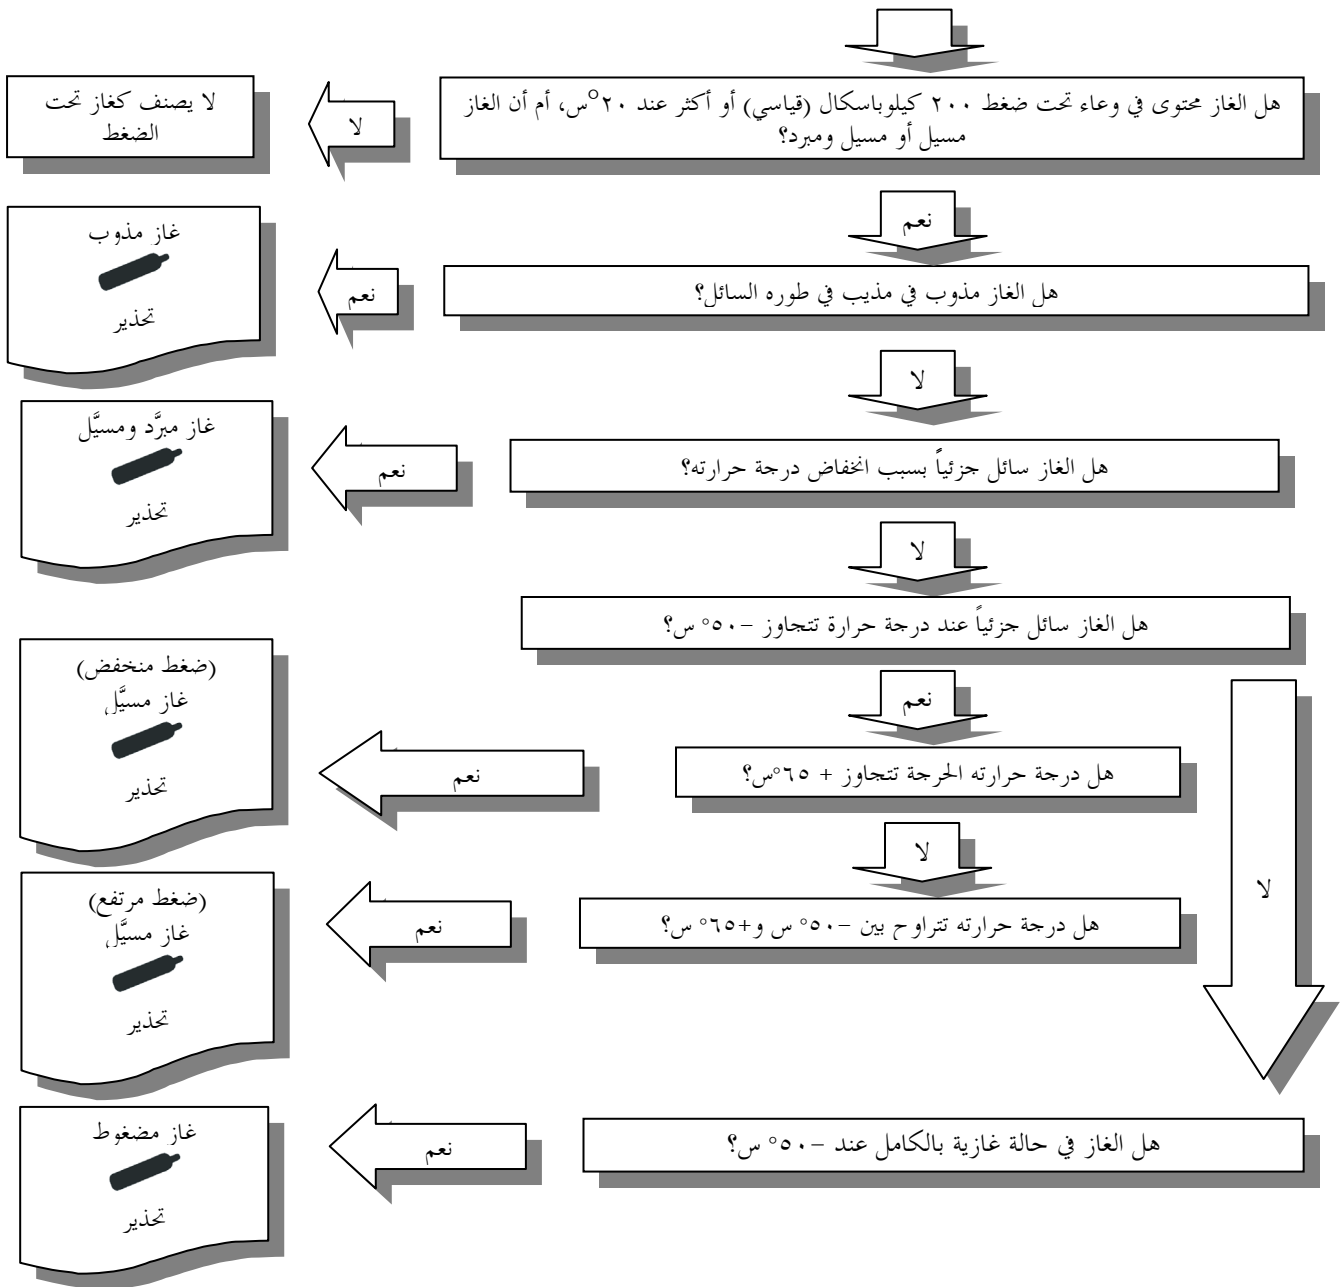 هل الغاز محتوى في وعاء تحت ضغط ٢٠٠ كيلوباسكال (قياسي) أو أكثر عند ٢٠°س، أم أن الغاز
مسيل أو مسيل ومبرد؟
لا
لا يصنف كغاز تحت
الضغط
نعم
هل الغاز مذوب في مذيب في طوره السائل؟
نعم
غاز مذوب
تحذير
لا
هل الغاز سائل جزئياً بسبب انخفاض درجة حرارته؟
نعم
غاز مبرَّد ومسيَّل
تحذير
لا
هل الغاز سائل جزئياً عند درجة حرارة تتجاوز –٥٠° س؟
نعم
هل درجة حرارته الحرجة تتجاوز + ٦٥°س؟
نعم
(ضغط منخفض)
غاز مسيَّل
تحذير
لا
هل درجة حرارته تتراوح بين –٥٠° س و+٦٥° س؟
نعم
(ضغط مرتفع)
غاز مسيَّل
تحذير
لا
هل الغاز في حالة غازية بالكامل عند –٥٠° س؟
نعم
غاز مضغوط
تحذير